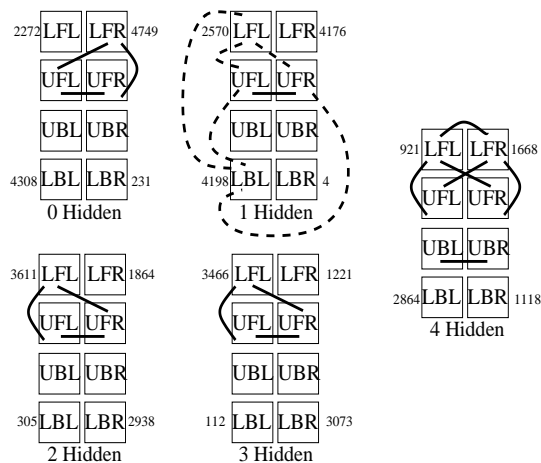 2272 LFL LFR 4749
UFL UFR
UBL UBR
4308 LBL LBR 231
0 Hidden
2570 LFL LFR 4176
UFL UFR
UBL UBR
4198 LBL LBR 4
1 Hidden
921 LFL LFR 1668
UFL UFR
UBL UBR
2864 LBL LBR 1118
4 Hidden
3611 LFL LFR 1864
UFL UFR
UBL UBR
305 LBL LBR 2938
2 Hidden
3466 LFL LFR 1221
UFL UFR
UBL UBR
112 LBL LBR 3073
3 Hidden